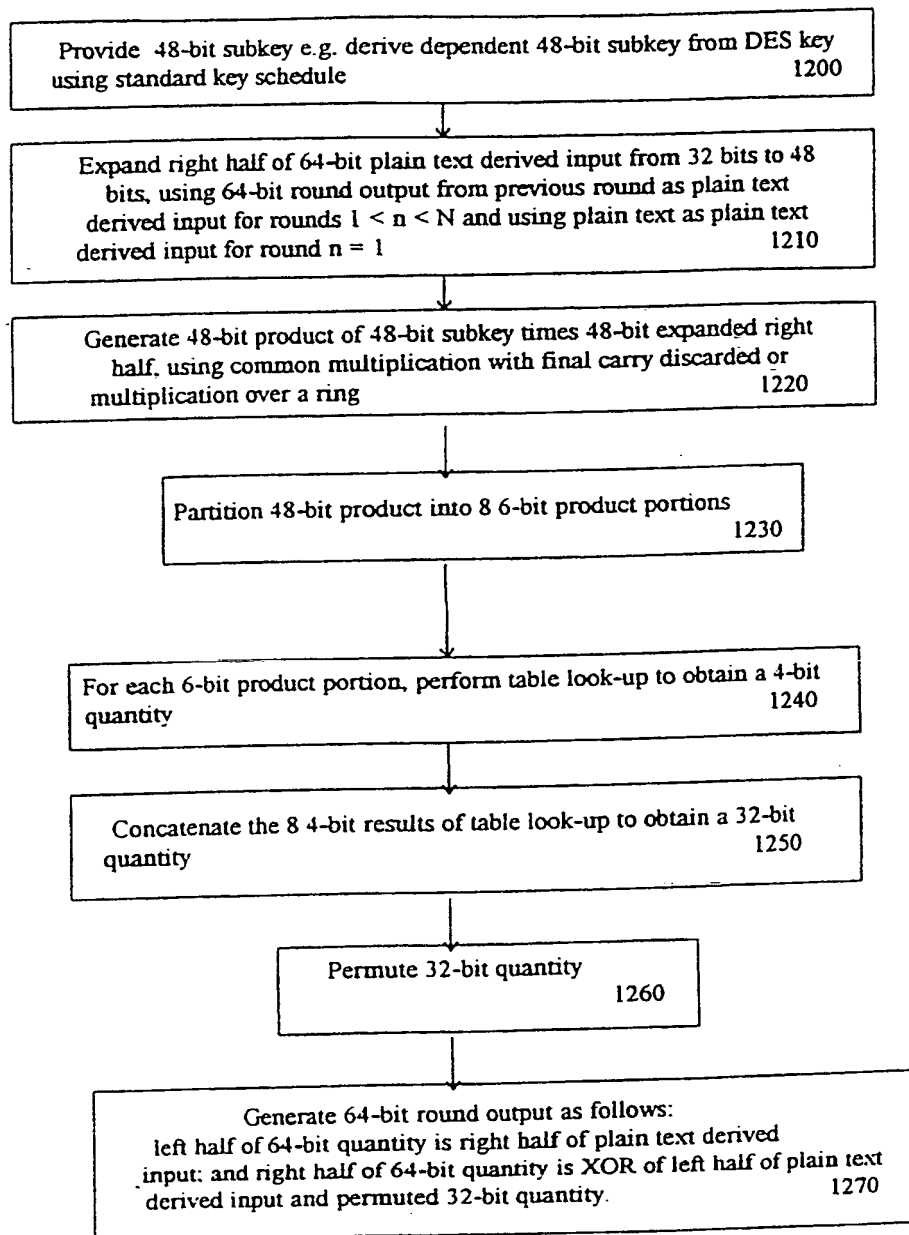 Provide 48-bit subkey e.g. derive dependent 48-bit subkey from DES key
using standard key schedule 1200
Expand right half of 64-bit plain text derived input from 32 bits to 48
bits, using 64-bit round output from previous round as plain text
derived input for rounds 1 < n < N and using plain text as plain text
derived input for round n = 1 1210
Generate 48-bit product of 48-bit subkey times 48-bit expanded right
half, using common multiplication with final carry discarded or
multiplication over a ring 1220
Partition 48-bit product into 8 6-bit product portions
1230
For each 6-bit product portion, perform table look-up to obtain a 4-bit
quantity 1240
Concatenate the 8 4-bit results of table look-up to obtain a 32-bit
quantity 1250
Permute 32-bit quantity
1260
Generate 64-bit round output as follows:
left half of 64-bit quantity is right half of plain text derived
input; and right half of 64-bit quantity is XOR of left half of plain text
derived input and permuted 32-bit quantity. 1270